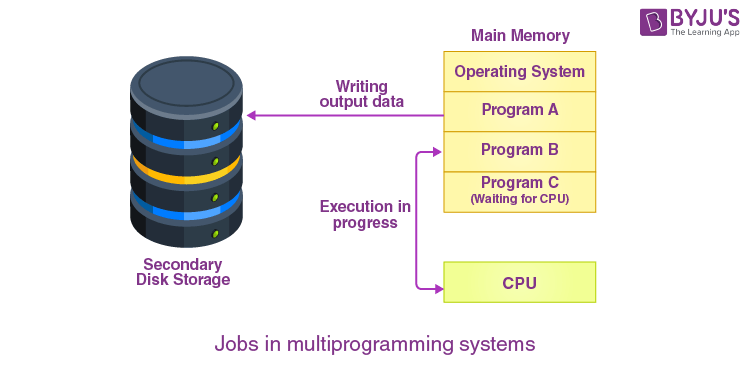 BYJU'S
The Learning App
Main Memory
Operating System
Writing
output data
Program A
Program B
Program C
(Waiting for CPU)
Execution in
progress
Secondary
Disk Storage
CPU
Jobs in multiprogramming systems